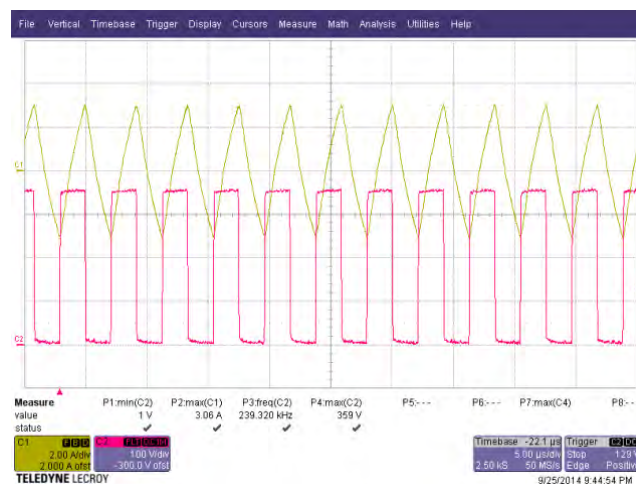 File Vertical Timebase Trigger Display Cursors Measure Math Analysis Utilities Help
C1
C2
Measure P1:min(C2) P2:max(C1) P3:freq(C2) P4:max(C2) P5:- - - P6:- - - P7:max(C4) P8:- -
value 1 V 3.06 A 239.320 kHz 359 V
status
C1 C2 Timebase -22.1 µs Trigger C2 DC
2.00 A/div 100 V/div 5.00 µs/div Stop 129 V
2.000 A ofst -300.0 V ofst 2.50 kS 50 MS/s Edge Positive
TELEDYNE LECROY 9/25/2014 9:44:54 PM